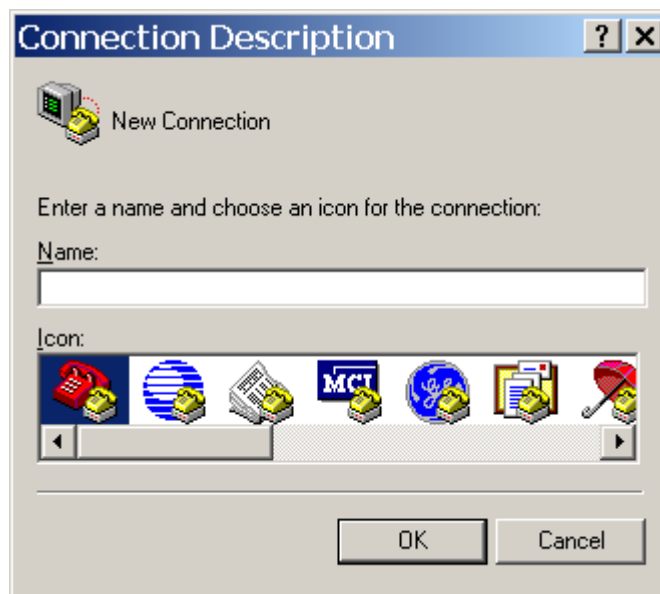 Connection Description
New Connection
Enter a name and choose an icon for the connection:
Name:
Icon:
MCI
OK
Cancel